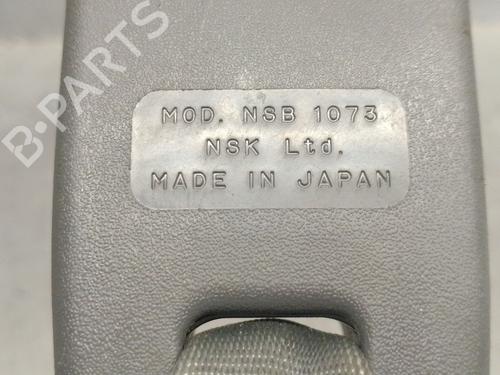 B-PARTS
MOD. NSB 1073
NSK Ltd.
MADE IN JAPAN